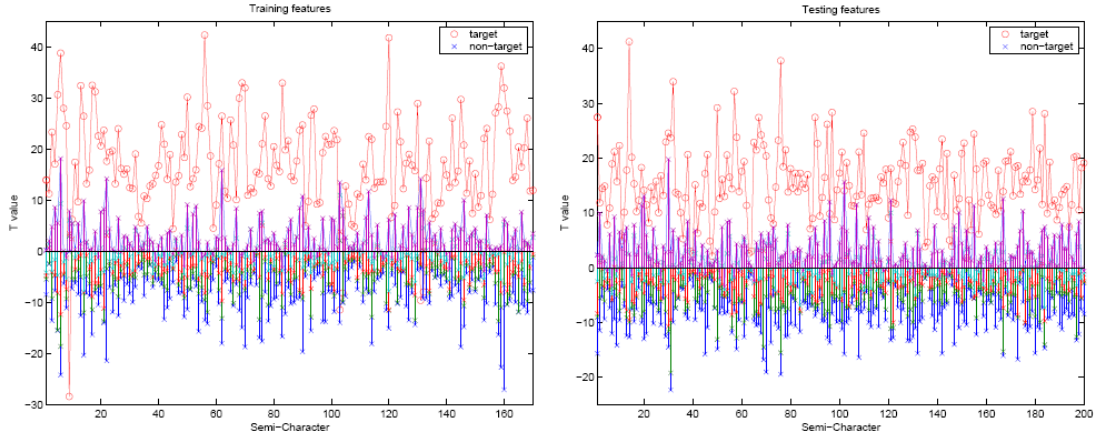 Training features
target
non-target
40
30
20
10
0
-10
-20
-30
T value
20 40 60 80 100 120 140 160
Semi-Character
Testing features
target
non-target
40
30
20
10
0
-10
-20
T value
20 40 60 80 100 120 140 160 180 200
Semi-Character